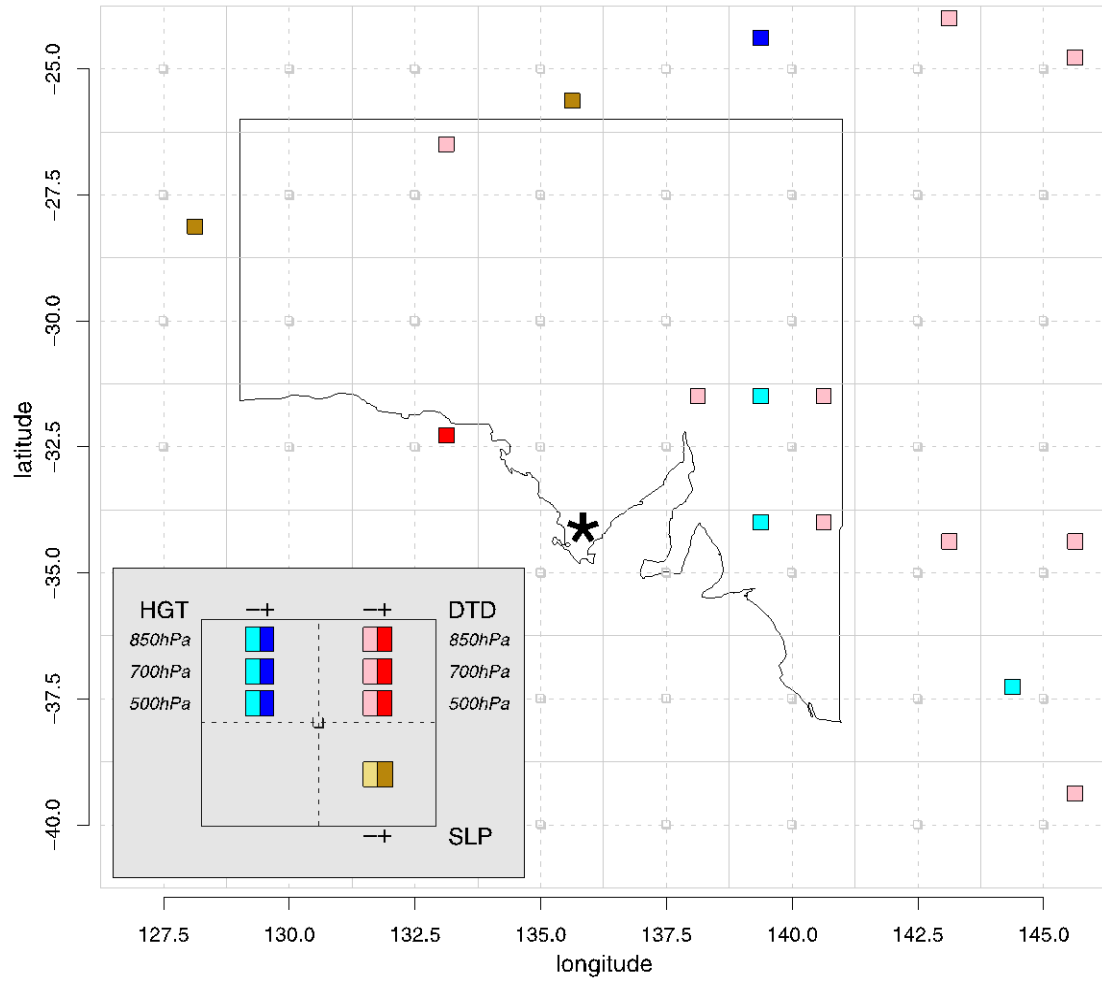 −25.0
−27.5
−30.0
−32.5
−35.0
−37.5
−40.0
latitude
HGT −+ −+ DTD
850hPa 850hPa
700hPa 700hPa
500hPa 500hPa
−+ SLP
127.5 130.0 132.5 135.0 137.5 140.0 142.5 145.0
longitude